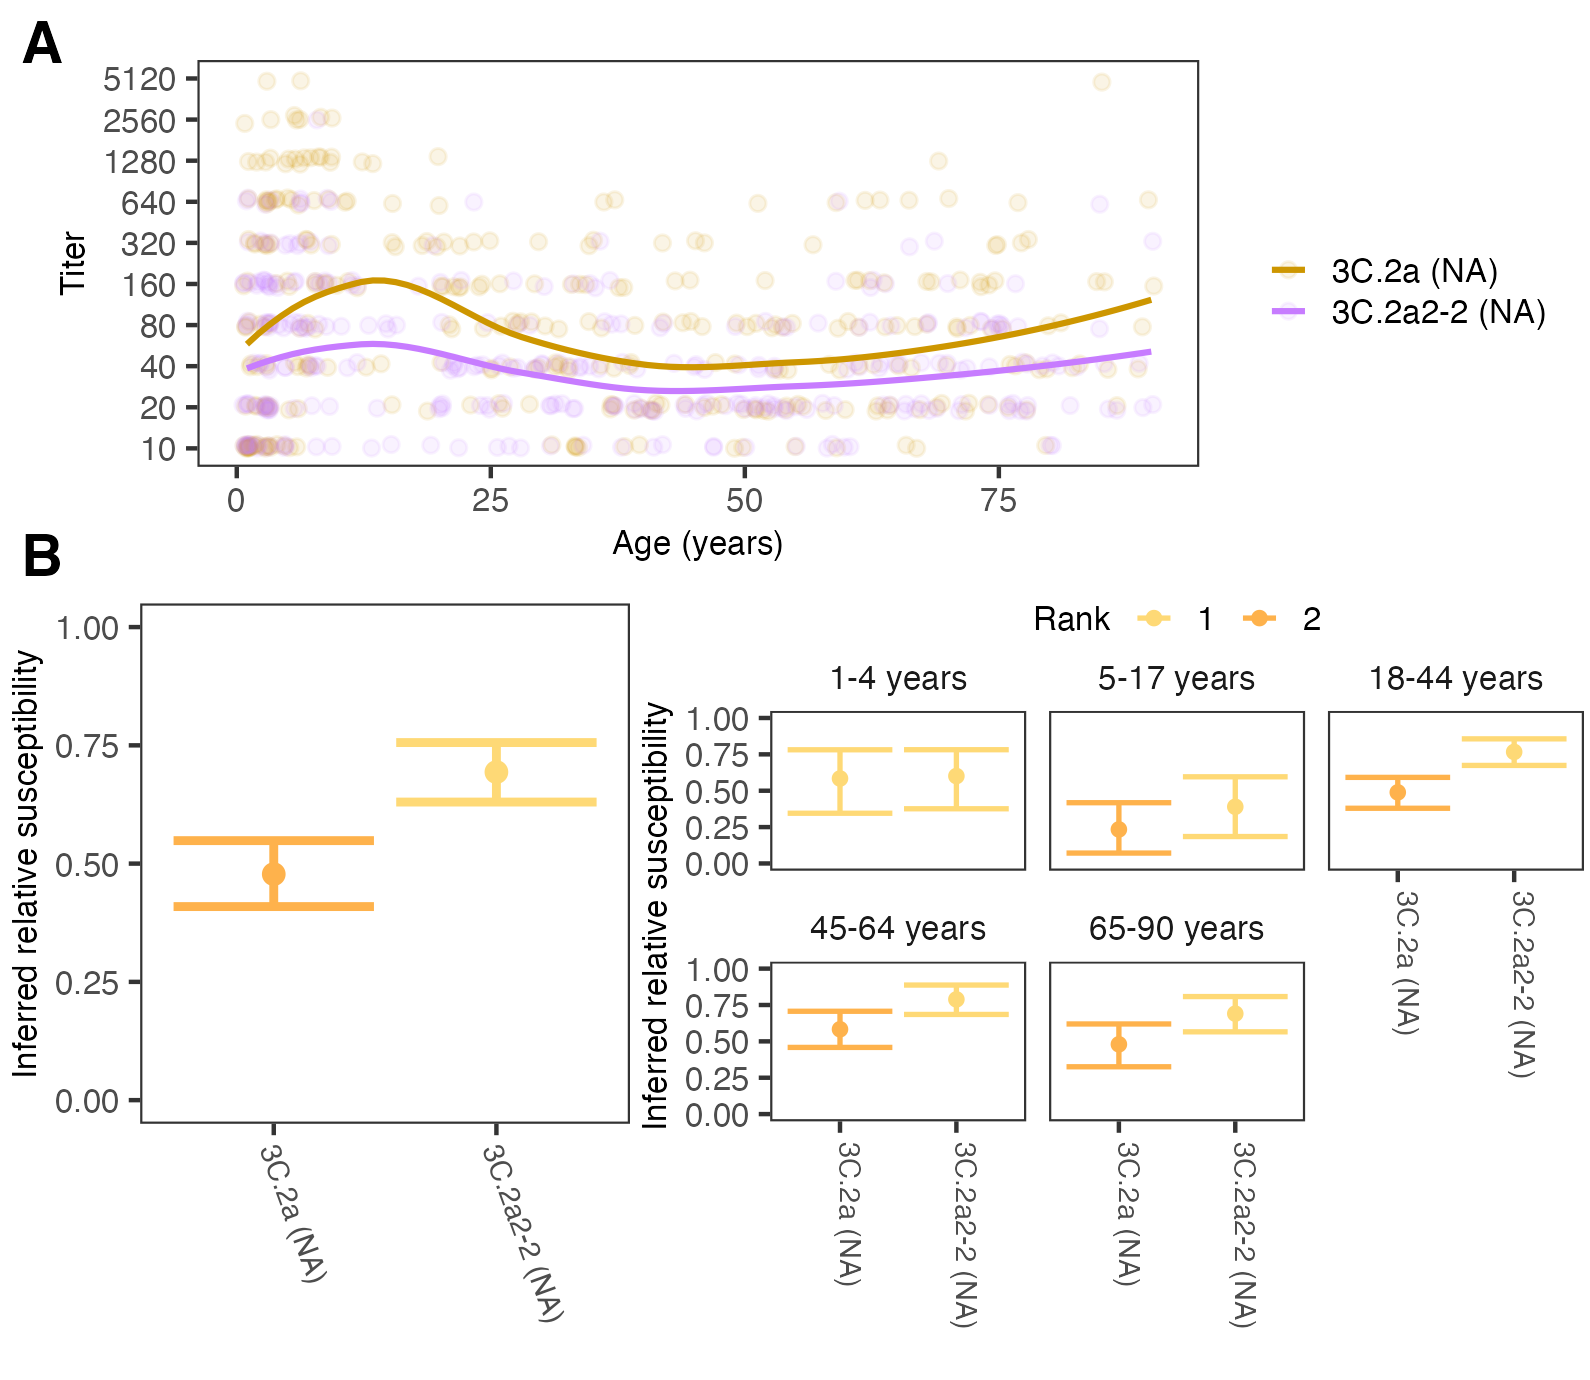 A
Titer
5120
2560
1280
640
320
160
80
40
20
10
0
25
50
75
Age (years)
3C.2a (NA)
3C.2a2-2 (NA)
B
Inferred relative susceptibility
1.00
0.75
0.50
0.25
0.00
3C.2a (NA)
3C.2a2-2 (NA)
Rank 1 2
Inferred relative susceptibility
1-4 years
5-17 years
18-44 years
1.00
0.75
0.50
0.25
0.00
3C.2a (NA)
3C.2a2-2 (NA)
45-64 years
65-90 years
1.00
0.75
0.50
0.25
0.00
3C.2a (NA)
3C.2a2-2 (NA)
3C.2a (NA)
3C.2a2-2 (NA)